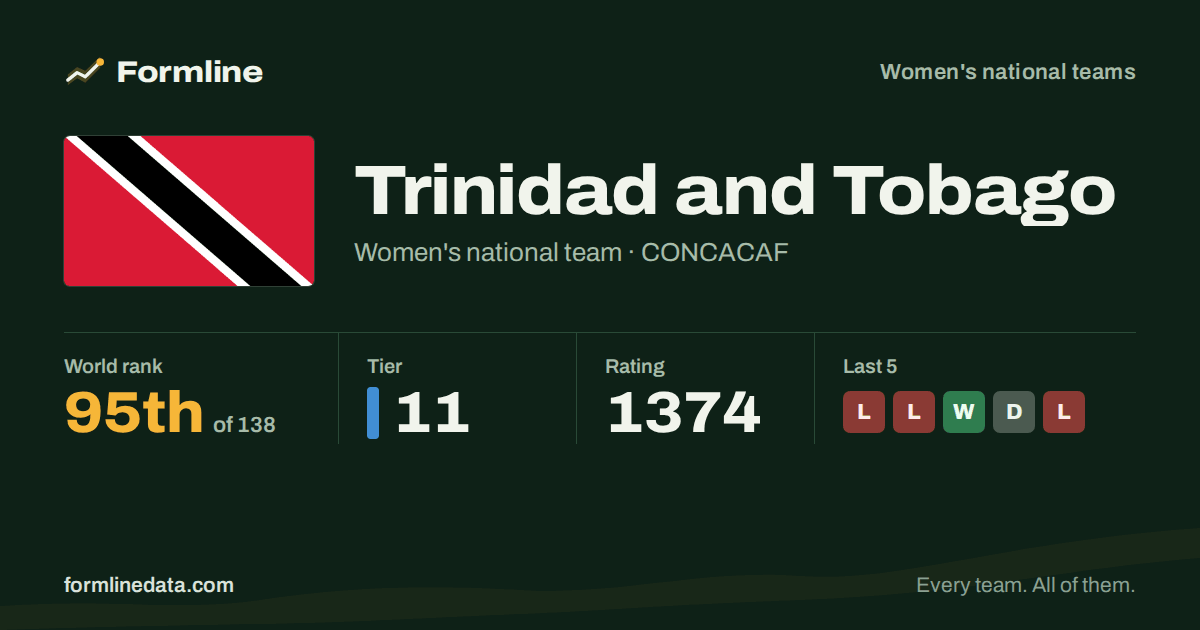 Formline
Women's national teams
Trinidad and Tobago
Women's national team · CONCACAF
World rank
95th of 138
Tier
11
Rating
1374
Last 5
L L W D L
formlinedata.com
Every team. All of them.